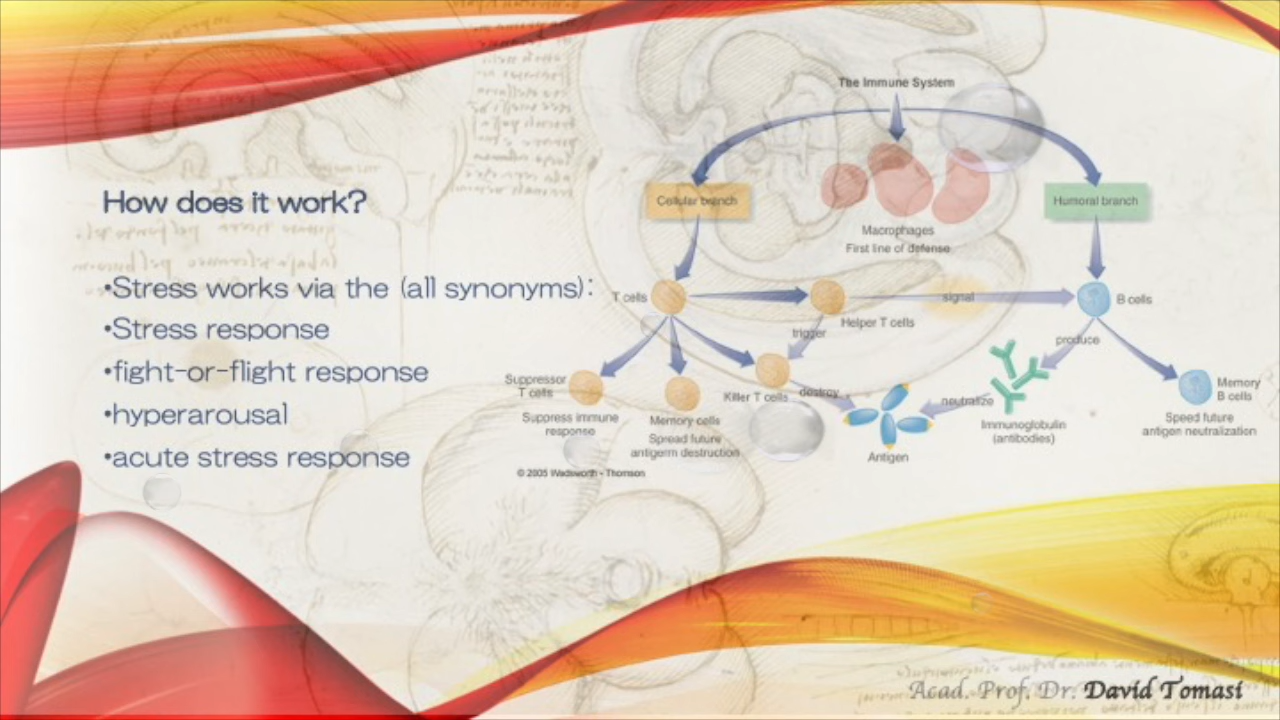 How does it work?
•Stress works via the (all synonyms):
•Stress response
•fight-or-flight response
•hyperarousal
•acute stress response
The Immune System
Cellular branch
Humoral branch
Macrophages
First line of defense
T cells
Helper T cells
signal
B cells
trigger
produce
Suppressor
T cells
Suppress immune
response
Memory cells
Spread future
antigerm destruction
Killer T cells
destroy
neutralize
Antigen
Immunoglobulin
(antibodies)
Memory
B cells
Speed future
antigen neutralization
© 2005 Wadsworth - Thomson
Acad. Prof. Dr. David Tomasi